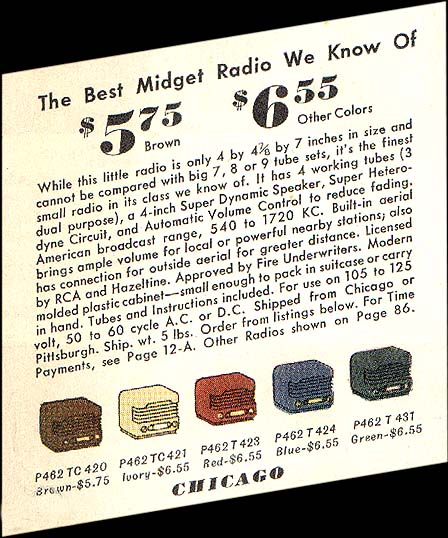 The Best Midget Radio We Know Of
$5.75 $6.55
Brown Other Colors
While this little radio is only 4 by 4⅞ by 7 inches in size and
cannot be compared with big 7, 8 or 9 tube sets, it's the finest
small radio in its class we know of. It has 4 working tubes (3
dual purpose), a 4-inch Super Dynamic Speaker, Super Hetero-
dyne Circuit, and Automatic Volume Control to reduce fading.
American broadcast range, 540 to 1720 KC. Built-in aerial
brings ample volume for local or powerful nearby stations; also
has connection for outside aerial for greater distance. Licensed
by RCA and Hazeltine. Approved by Fire Underwriters. Modern
molded plastic cabinet—small enough to pack in suitcase or carry
in hand. Tubes and Instructions included. For use on 105 to 125
volt, 50 to 60 cycle A.C. or D.C. Shipped from Chicago or
Pittsburgh. Ship. wt. 5 lbs. Order from listings below. For Time
Payments, see Page 12-A. Other Radios shown on Page 86.
P462 TC 420 P462 TC 421 P462 T 423 P462 T 424 P462 T 431
Brown-$5.75 Ivory-$6.55 Red-$6.55 Blue-$6.55 Green-$6.55
CHICAGO